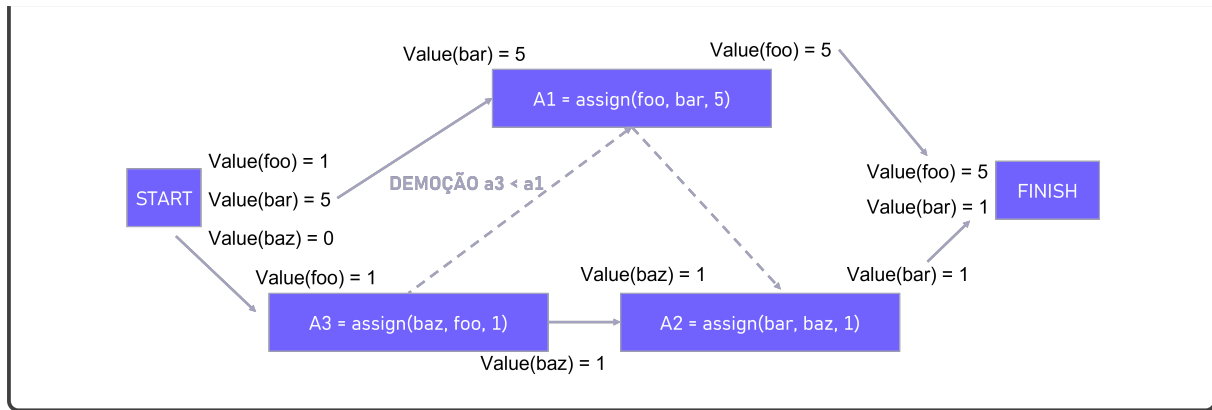 Value(bar) = 5
Value(foo) = 5
A1 = assign(foo, bar, 5)
Value(foo) = 1
START
Value(bar) = 5
Value(baz) = 0
DEMOÇÃO a3 < a1
Value(foo) = 5
Value(bar) = 1
FINISH
Value(foo) = 1
Value(baz) = 1
Value(bar) = 1
A3 = assign(baz, foo, 1)
A2 = assign(bar, baz, 1)
Value(baz) = 1